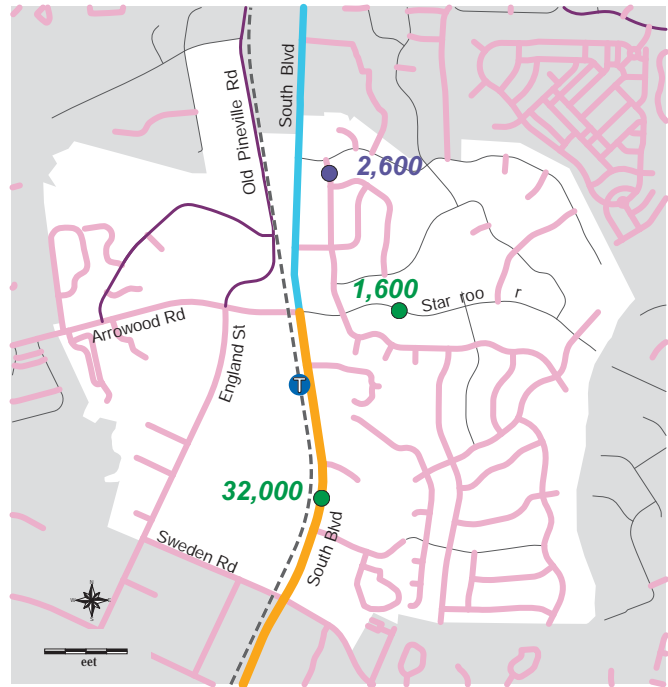 Old Pineville Rd
South Blvd
2,600
1,600
Star roo r
Arrowood Rd
England St
T
32,000
South Blvd
Sweden Rd
N
W E
S
eet